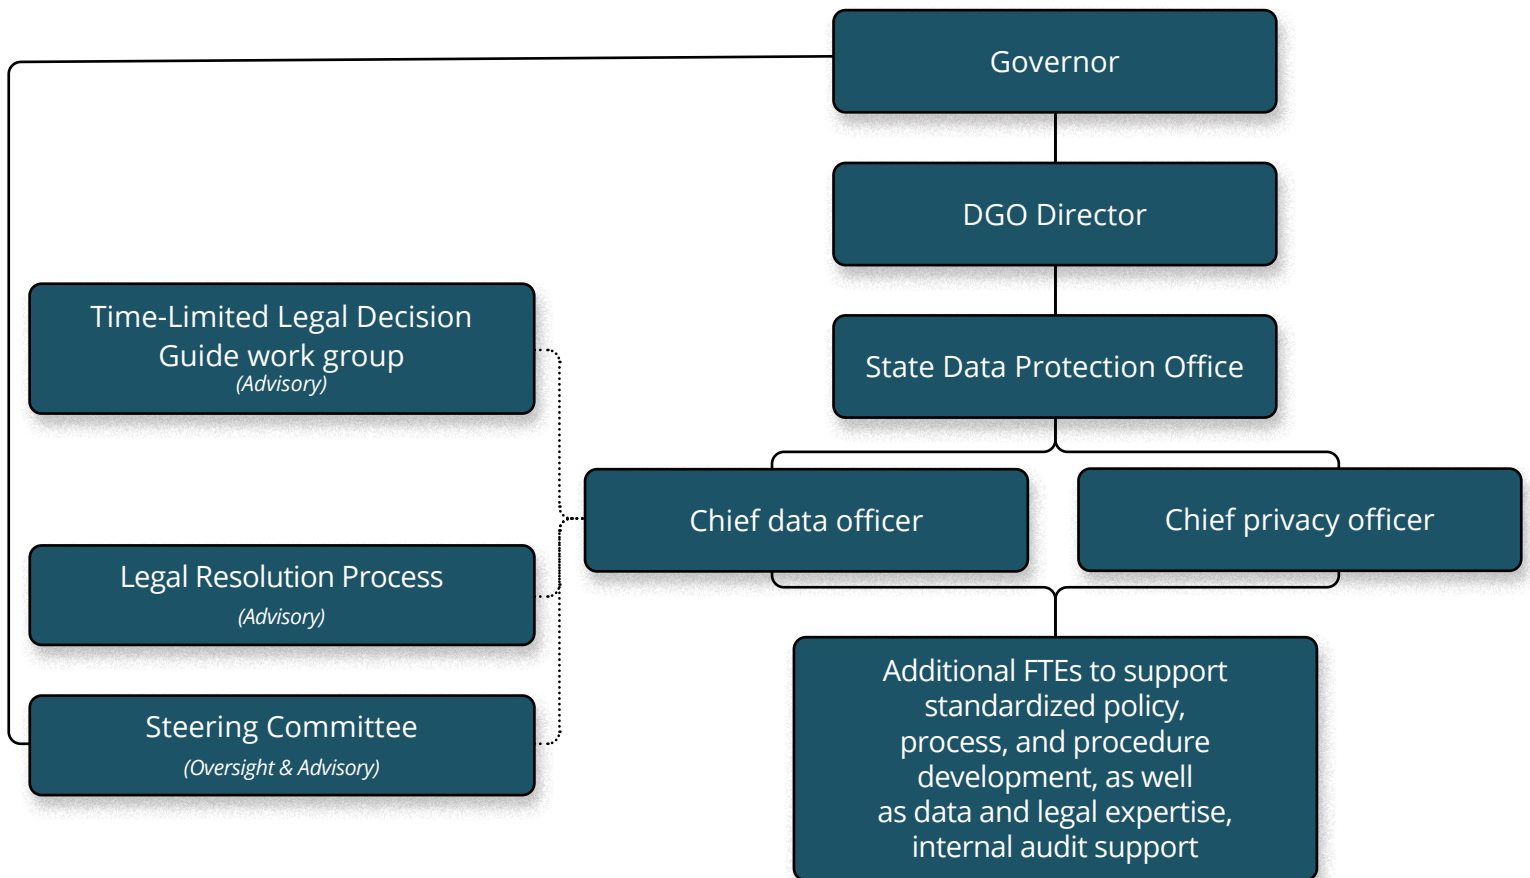 Governor
DGO Director
State Data Protection Office
Time-Limited Legal Decision
Guide work group
(Advisory)
Chief data officer
Chief privacy officer
Legal Resolution Process
(Advisory)
Steering Committee
(Oversight & Advisory)
Additional FTEs to support
standardized policy,
process, and procedure
development, as well
as data and legal expertise,
internal audit support